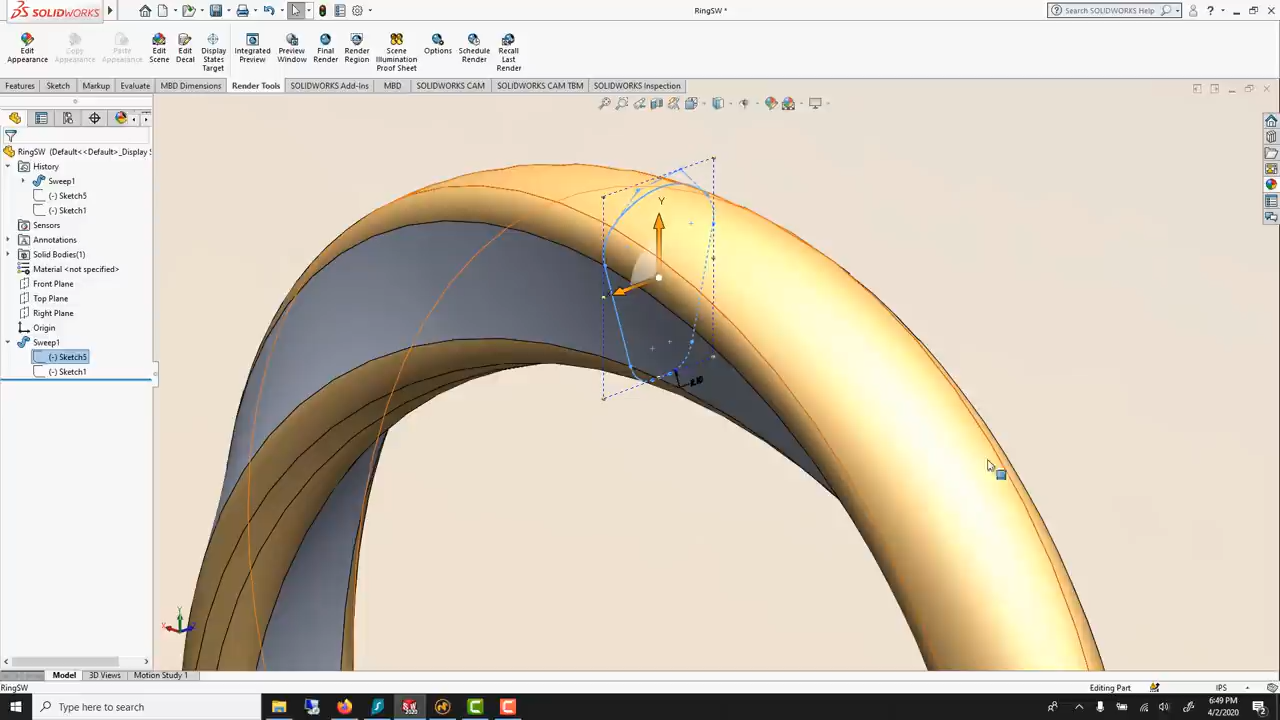 SOLIDWORKS
RingSW *
Search SOLIDWORKS Help
Edit Appearance
Copy Appearance
Paste Appearance
Edit Scene
Edit Decal
Display States Target
Integrated Preview
Preview Window
Final Render
Render Region
Scene Illumination Proof Sheet
Options
Schedule Render
Recall Last Render
Features
Sketch
Markup
Evaluate
MBD Dimensions
Render Tools
SOLIDWORKS Add-Ins
MBD
SOLIDWORKS CAM
SOLIDWORKS CAM TBM
SOLIDWORKS Inspection
RingSW (Default<<Default>_Display S
History
Sweep1
(-) Sketch5
(-) Sketch1
Sensors
Annotations
Solid Bodies(1)
Material <not specified>
Front Plane
Top Plane
Right Plane
Origin
Sweep1
(-) Sketch5
(-) Sketch1
Y
Y
X
Model
3D Views
Motion Study 1
RingSW
Editing Part
IPS
Type here to search
6:49 PM
4/2/2020